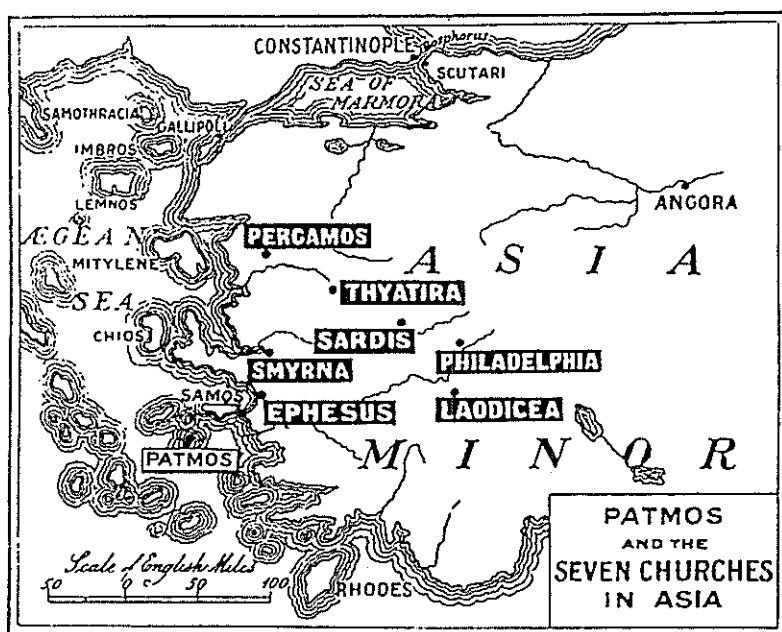 CONSTANTINOPLE
Bosphorus
SCUTARI
SEA OF
MARMORA
SAMOTHRACIA
GALLIPOLI
IMBROS
LEMNOS
ANGORA
ÆGEAN
SEA
PERGAMOS
MITYLENE
ASIA
THYATIRA
SARDIS
CHIOS
PHILADELPHIA
SMYRNA
SAMOS
EPHESUS
LAODICEA
PATMOS
MINOR
PATMOS
AND THE
SEVEN CHURCHES
IN ASIA
Scale of English Miles
50 0 50 100
RHODES